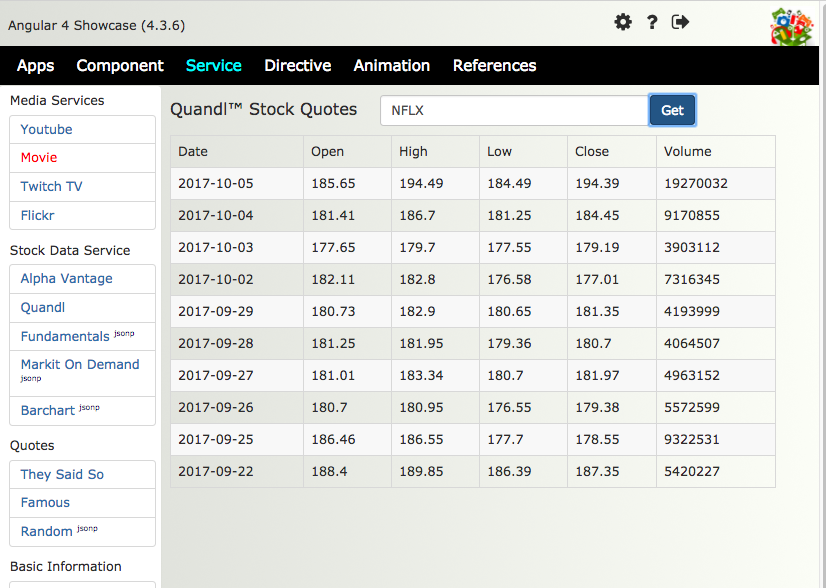 Angular 4 Showcase (4.3.6)
Apps Component Service Directive Animation References
Media Services
Youtube
Movie
Twitch TV
Flickr
Stock Data Service
Alpha Vantage
Quandl
Fundamentals jsonp
Markit On Demand
jsonp
Barchart jsonp
Quotes
They Said So
Famous
Random jsonp
Basic Information
Quandl™ Stock Quotes NFLX Get
Date Open High Low Close Volume
2017-10-05 185.65 194.49 184.49 194.39 19270032
2017-10-04 181.41 186.7 181.25 184.45 9170855
2017-10-03 177.65 179.7 177.55 179.19 3903112
2017-10-02 182.11 182.8 176.58 177.01 7316345
2017-09-29 180.73 182.9 180.65 181.35 4193999
2017-09-28 181.25 181.95 179.36 180.7 4064507
2017-09-27 181.01 183.34 180.7 181.97 4963152
2017-09-26 180.7 180.95 176.55 179.38 5572599
2017-09-25 186.46 186.55 177.7 178.55 9322531
2017-09-22 188.4 189.85 186.39 187.35 5420227